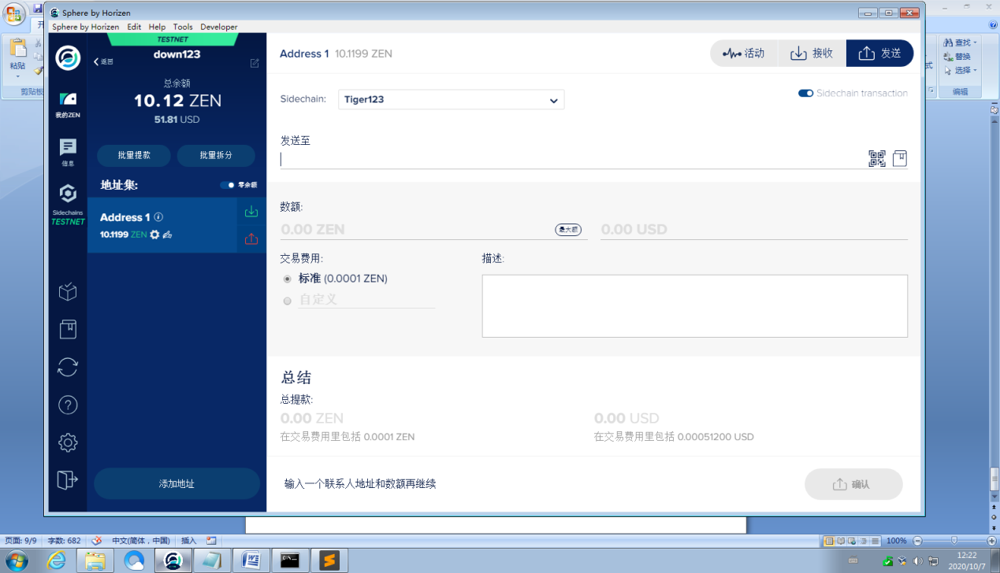 Sphere by Horizen
Sphere by Horizen Edit Help Tools Developer
TESTNET
返回
down123
总余额
10.12 ZEN
51.81 USD
批量提款
批量拆分
地址集:
零余额
Address 1
10.1199 ZEN
添加地址
我的ZEN
信息
Sidechains
TESTNET
Address 1 10.1199 ZEN
活动
接收
发送
Sidechain: Tiger123
Sidechain transaction
发送至
数额:
0.00 ZEN
最大额
0.00 USD
交易费用:
标准 (0.0001 ZEN)
自定义
描述:
总结
总提款:
0.00 ZEN
在交易费用里包括 0.0001 ZEN
0.00 USD
在交易费用里包括 0.00051200 USD
输入一个联系人地址和数额再继续
确认
开
粘贴
剪贴板
式
查找
替换
选择
编辑
页面: 9/9 字数: 682 中文(简体，中国) 插入
100%
12:22
2020/10/7